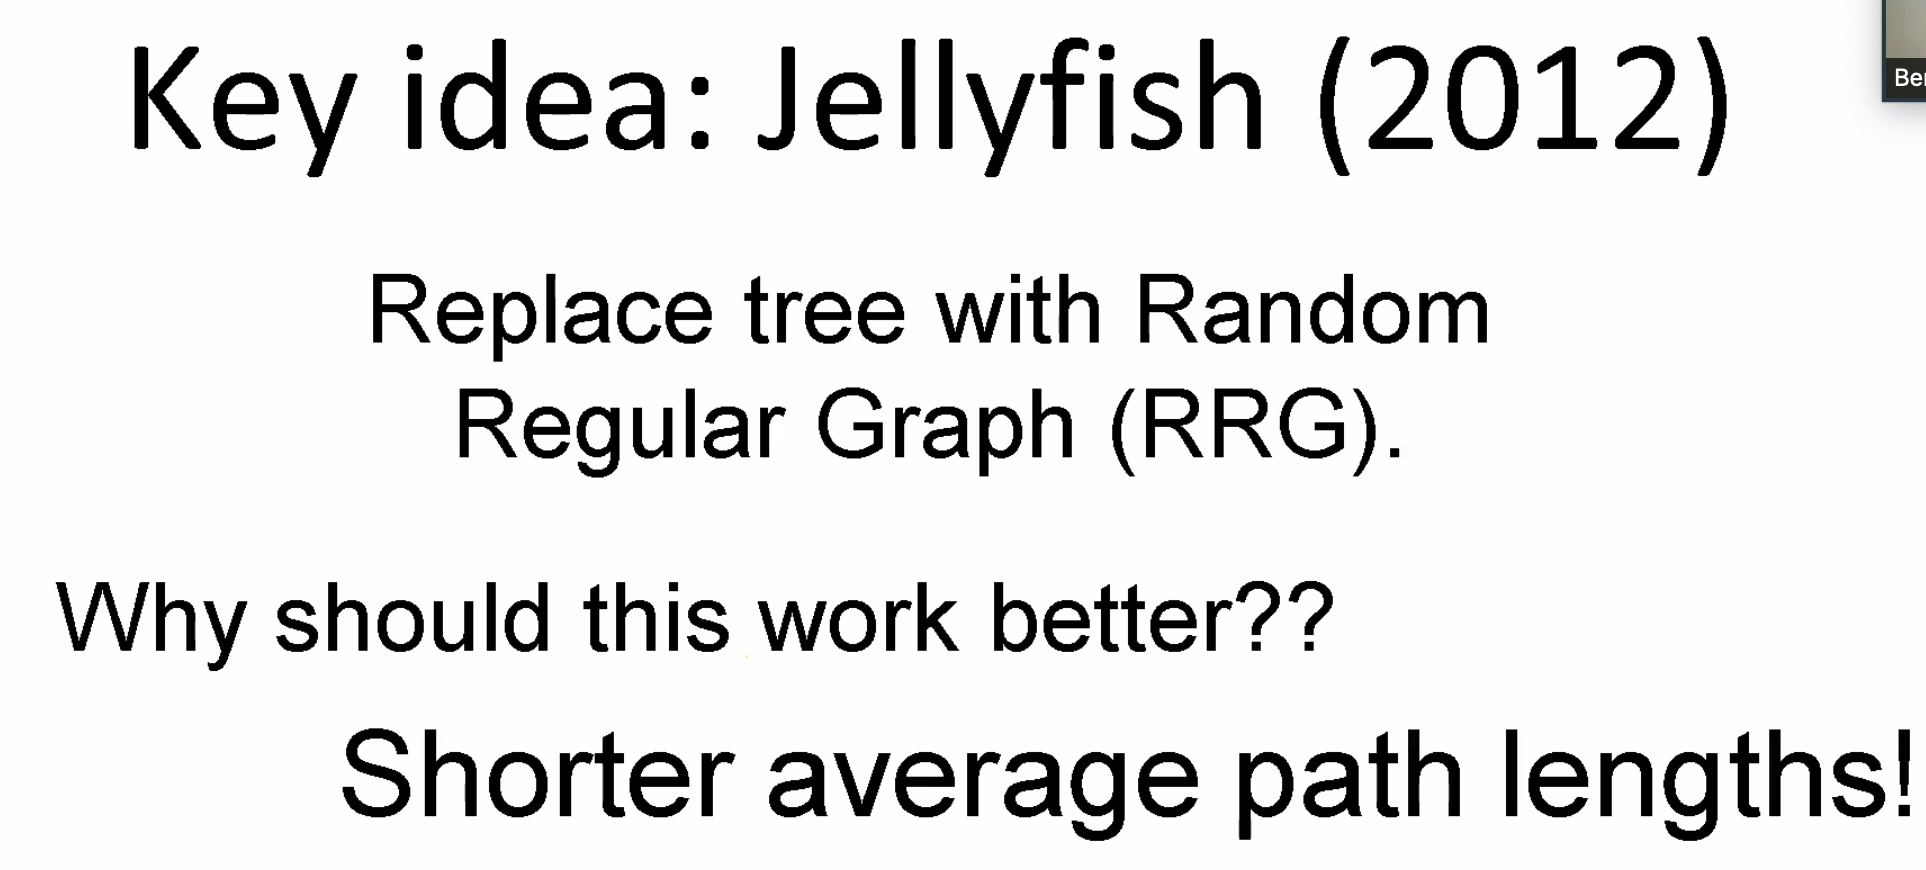 Key idea: Jellyfish (2012)
Replace tree with Random
Regular Graph (RRG).
Why should this work better??
Shorter average path lengths!